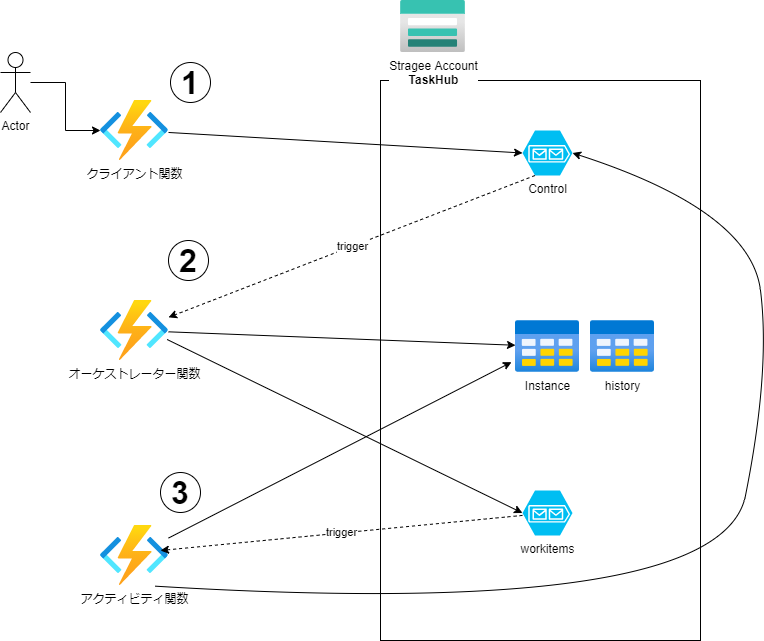 Stragee Account
TaskHub
Actor
1
クライアント関数
Control
trigger
2
オーケストレーター関数
Instance
history
3
trigger
workitems
アクティビティ関数